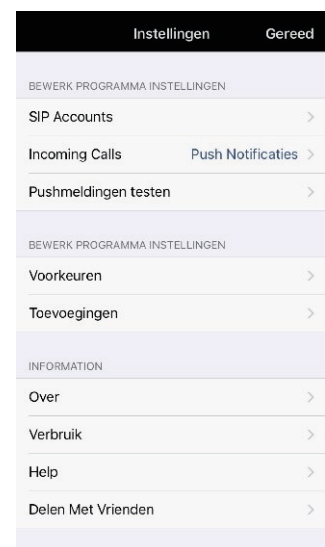 Instellingen Gereed
BEWERK PROGRAMMA INSTELLINGEN
SIP Accounts
Incoming Calls Push Notificaties
Pushmeldingen testen
BEWERK PROGRAMMA INSTELLINGEN
Voorkeuren
Toevoegingen
INFORMATION
Over
Verbruik
Help
Delen Met Vrienden